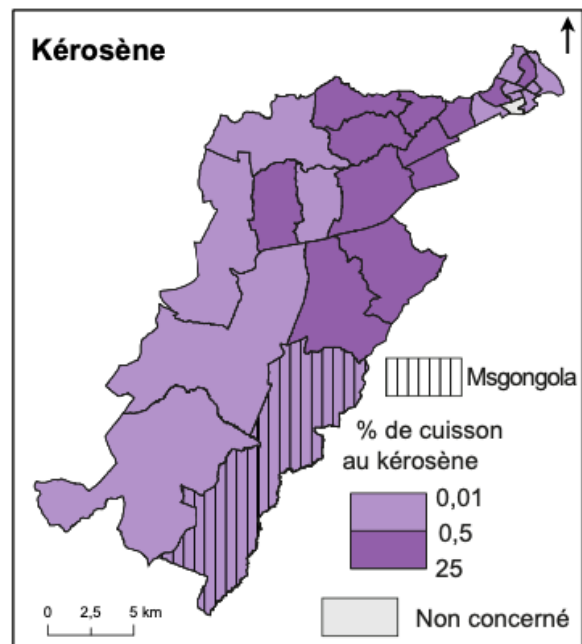 Kérosène
Msgongola
% de cuisson
au kérosène
0,01
0,5
25
Non concerné
0 2,5 5 km